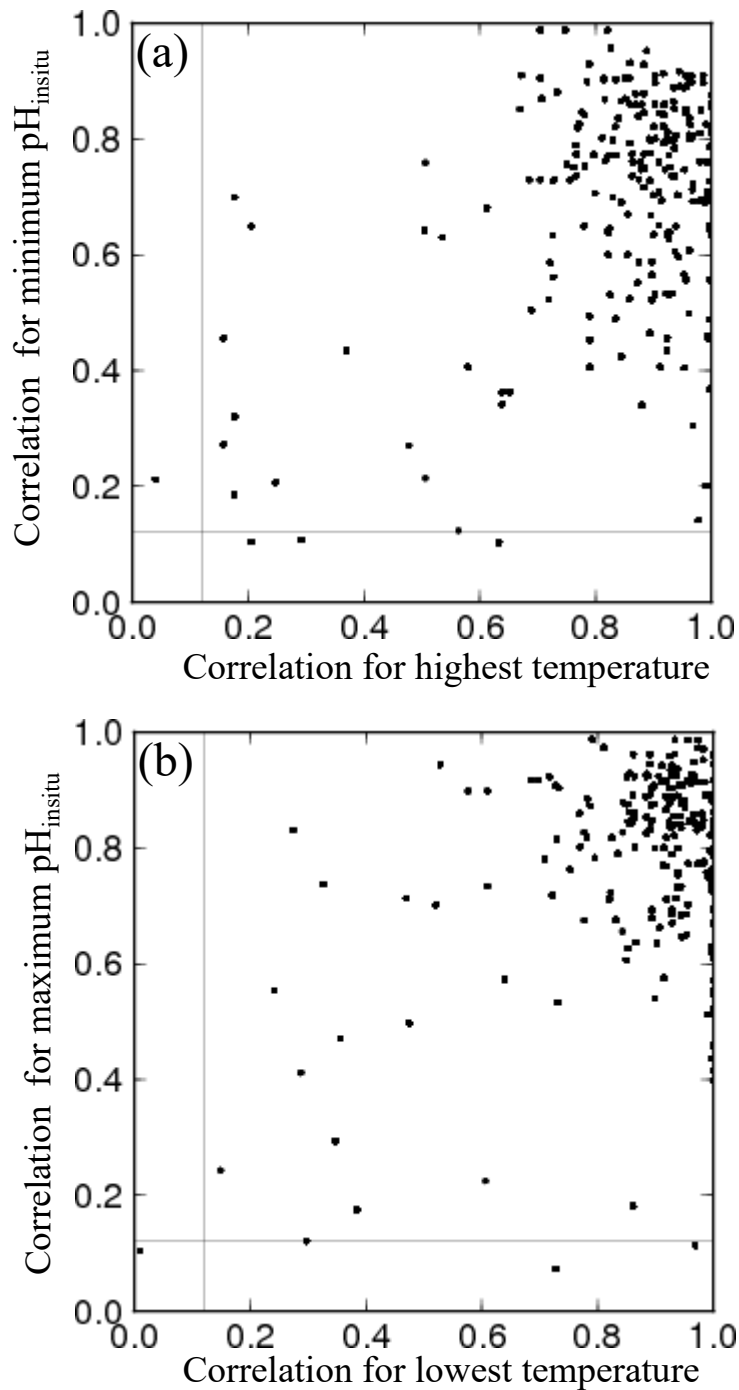 (a)
Correlation for minimum pHinsitu
1.0
0.8
0.6
0.4
0.2
0.0
0.0 0.2 0.4 0.6 0.8 1.0
Correlation for highest temperature
(b)
Correlation for maximum pHinsitu
1.0
0.8
0.6
0.4
0.2
0.0
0.0 0.2 0.4 0.6 0.8 1.0
Correlation for lowest temperature